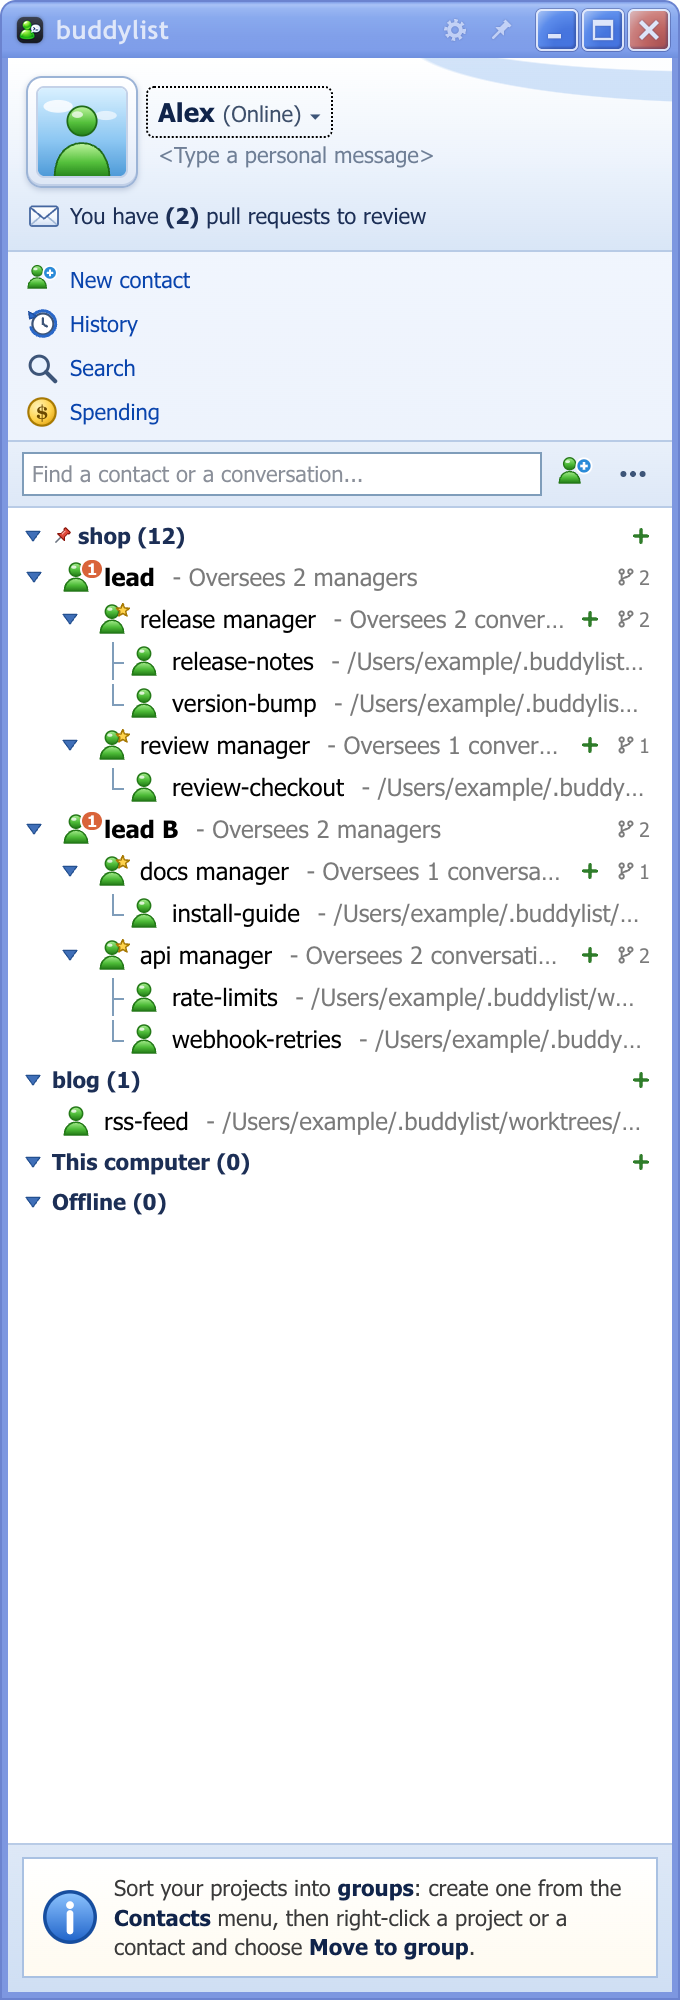 buddylist
Alex (Online)
<Type a personal message>
You have (2) pull requests to review
New contact
History
Search
$ Spending
Find a contact or a conversation...
shop (12)
1 lead - Oversees 2 managers 2
release manager - Oversees 2 conver... 2
release-notes - /Users/example/.buddylist...
version-bump - /Users/example/.buddylis...
review manager - Oversees 1 conver... 1
review-checkout - /Users/example/.buddy...
1 lead B - Oversees 2 managers 2
docs manager - Oversees 1 conversa... 1
install-guide - /Users/example/.buddylist/...
api manager - Oversees 2 conversati... 2
rate-limits - /Users/example/.buddylist/w...
webhook-retries - /Users/example/.buddy...
blog (1)
rss-feed - /Users/example/.buddylist/worktrees/...
This computer (0)
Offline (0)
Sort your projects into groups: create one from the
Contacts menu, then right-click a project or a
contact and choose Move to group.